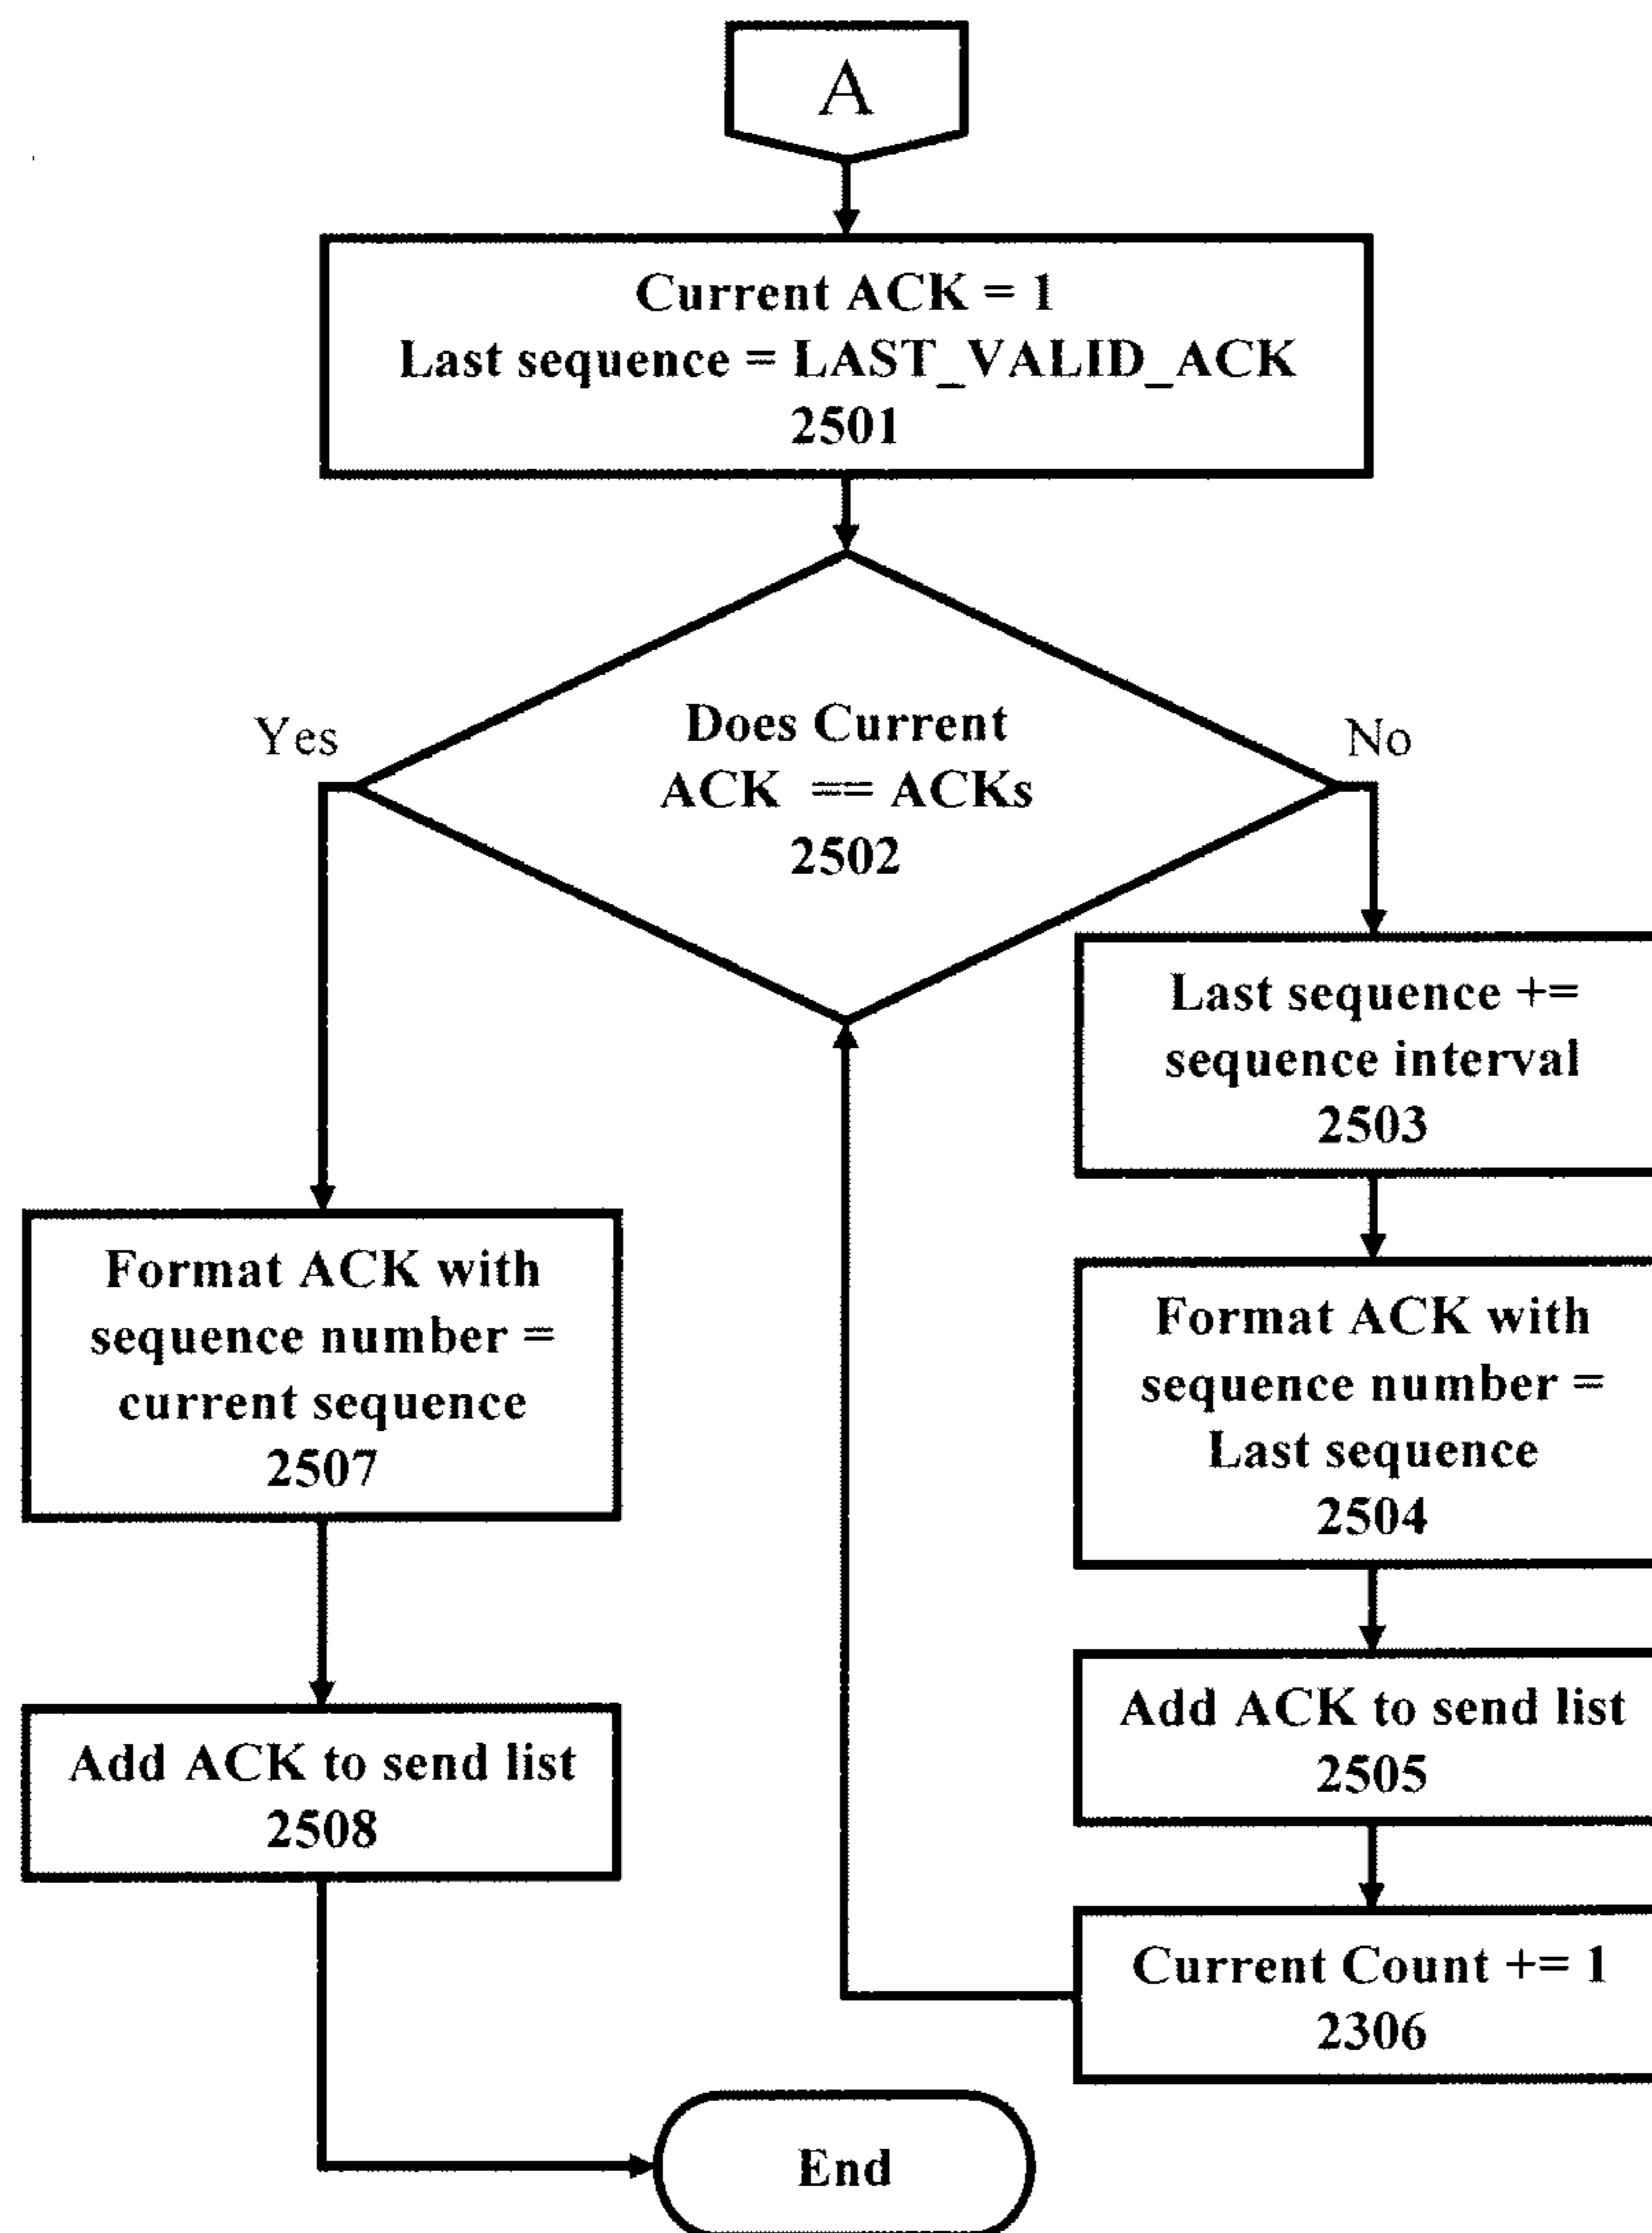 A
Current ACK = 1
Last sequence = LAST_VALID_ACK
2501
Does Current
ACK == ACKs
2502
Yes
No
Last sequence +=
sequence interval
2503
Format ACK with
sequence number =
Last sequence
2504
Add ACK to send list
2505
Current Count += 1
2306
Format ACK with
sequence number =
current sequence
2507
Add ACK to send list
2508
End